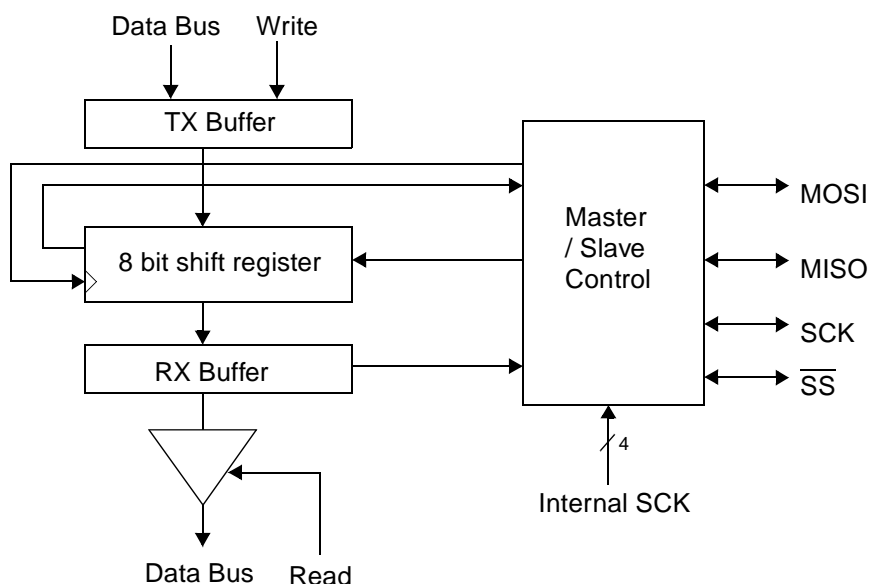 Data Bus
Write
TX Buffer
MOSI
Master
/ Slave
Control
8 bit shift register
MISO
SCK
RX Buffer
SS
4
Internal SCK
Data Bus
Read